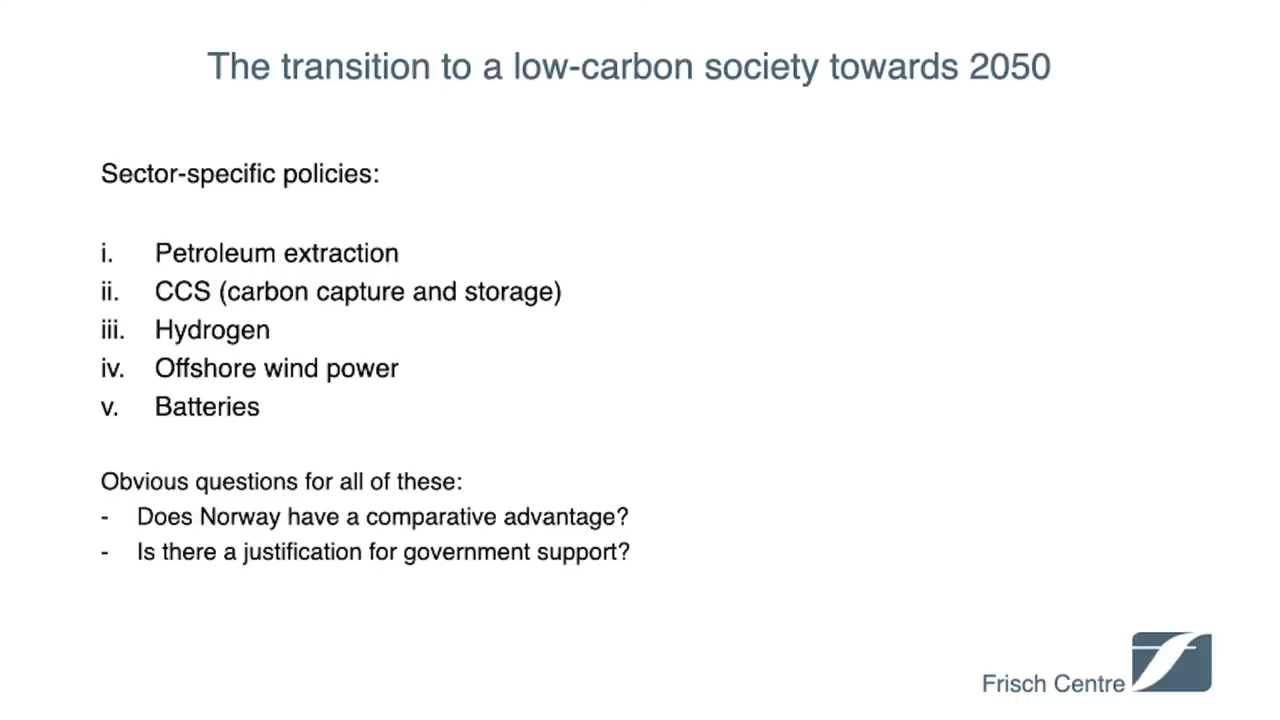 The transition to a low-carbon society towards 2050
Sector-specific policies:
i. Petroleum extraction
ii. CCS (carbon capture and storage)
iii. Hydrogen
iv. Offshore wind power
v. Batteries
Obvious questions for all of these:
- Does Norway have a comparative advantage?
- Is there a justification for government support?
Frisch Centre